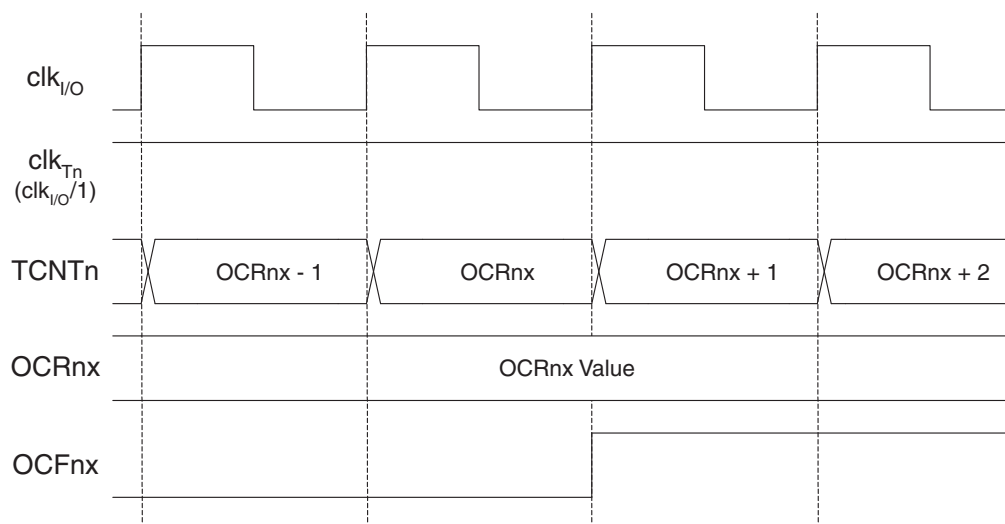 clkI/O
clkTn
(clkI/O/1)
TCNTn OCRnx - 1 OCRnx OCRnx + 1 OCRnx + 2
OCRnx OCRnx Value
OCFnx